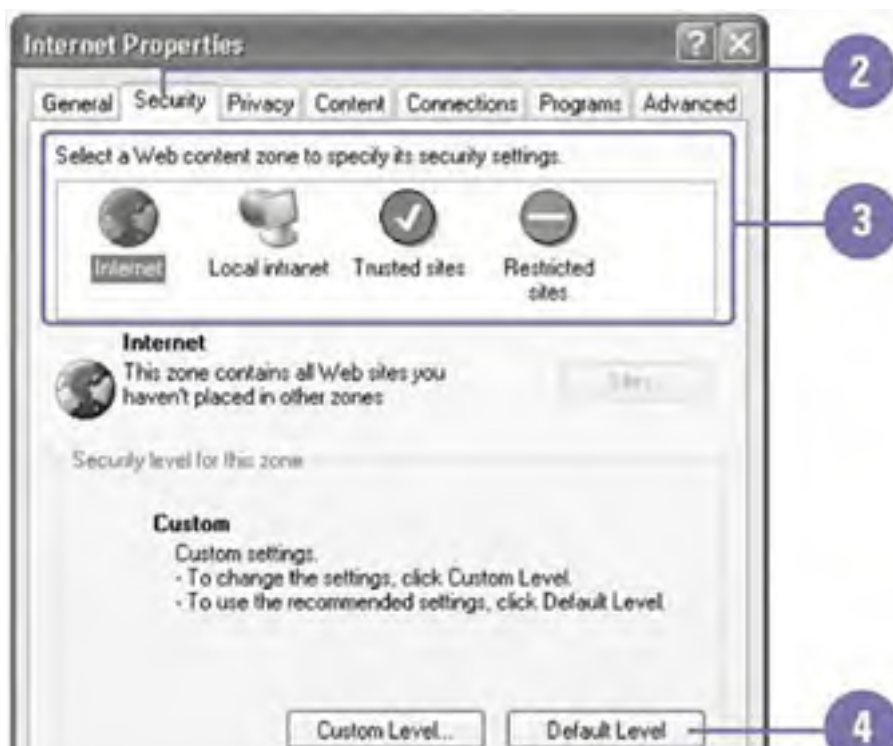 Internet Properties
General Security Privacy Content Connections Programs Advanced
Select a Web content zone to specify its security settings.
Internet Local intranet Trusted sites Restricted sites
Internet
This zone contains all Web sites you
haven't placed in other zones
Sites...
Security level for this zone
Custom
Custom settings.
- To change the settings, click Custom Level.
- To use the recommended settings, click Default Level.
Custom Level... Default Level
2
3
4